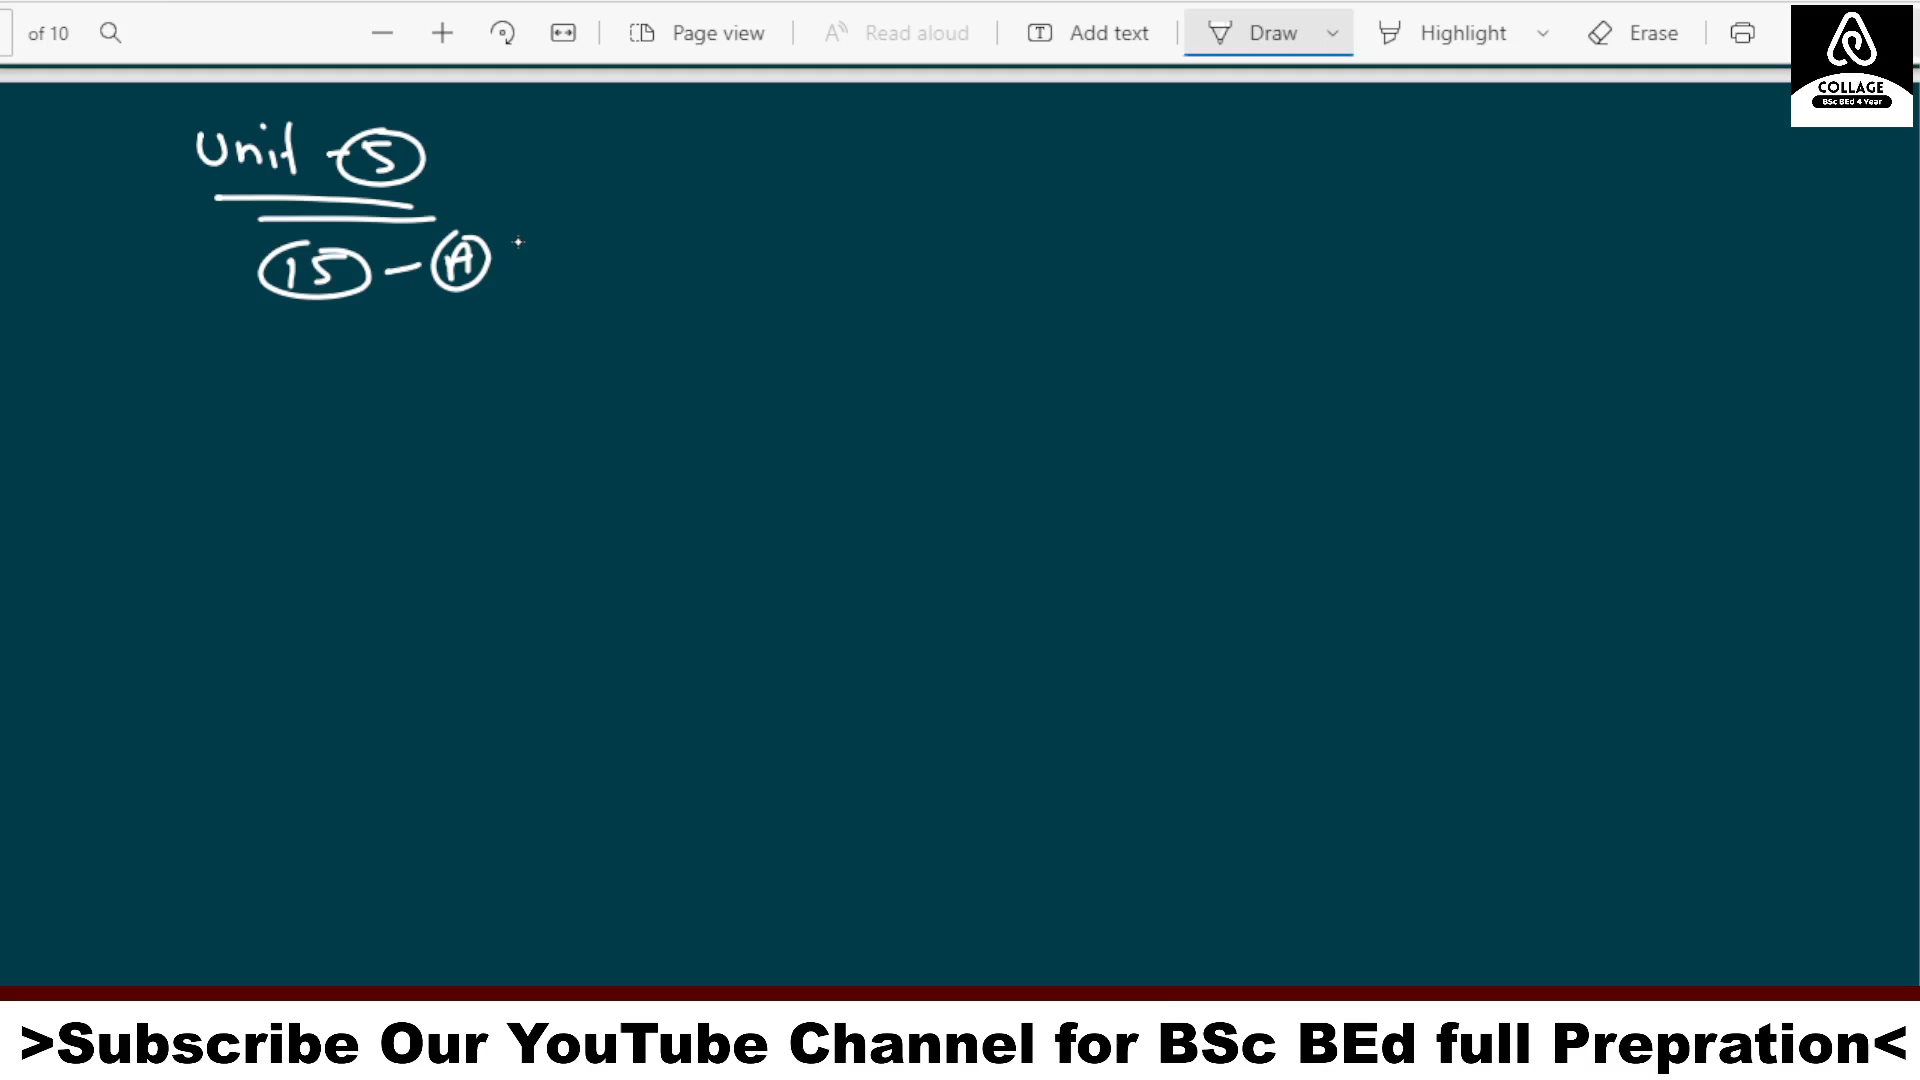 of 10
Page view
Read aloud
Add text
Draw
Highlight
Erase
COLLAGE
BSc BEd 4 Year
Unit - 5
15 - A
>Subscribe Our YouTube Channel for BSc BEd full Prepration<